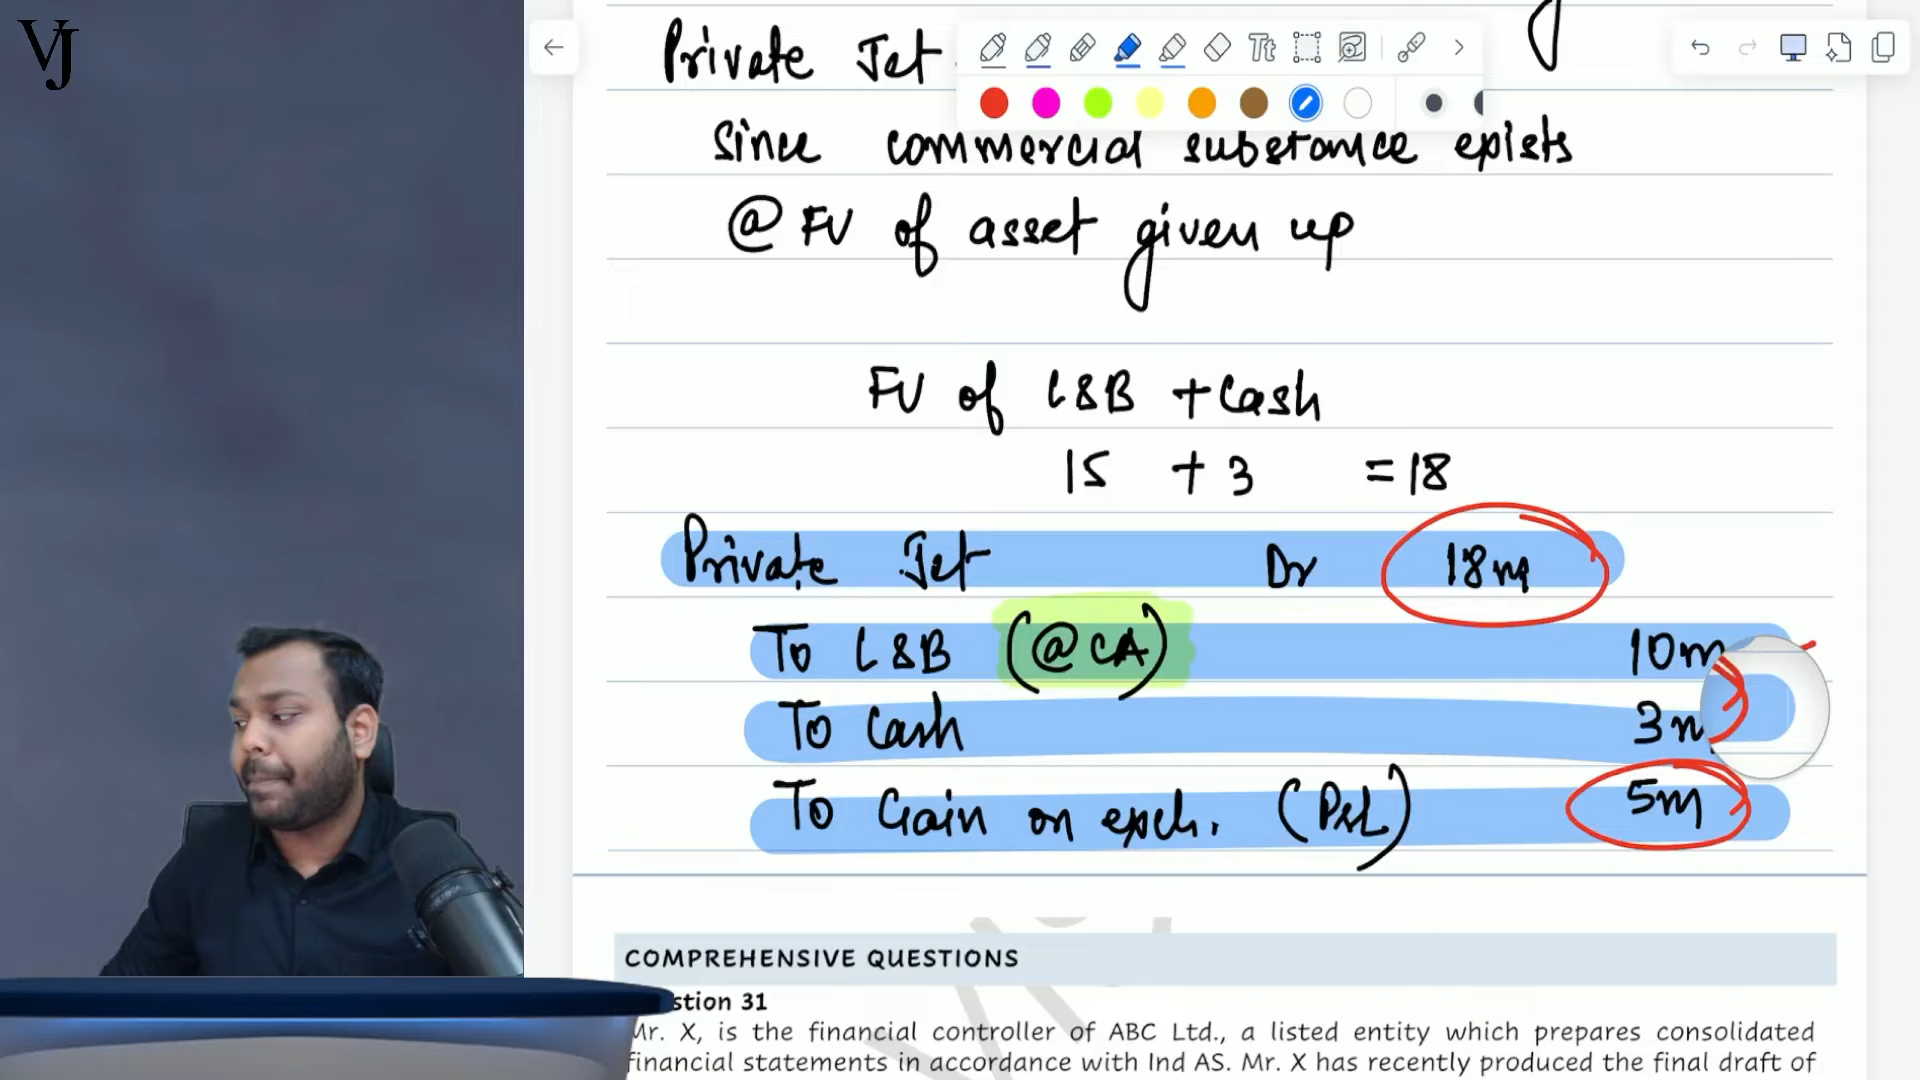 VJ
Private Jet
Tt
Since commercial substance exists
@ FV of asset given up
FV of L&B + Cash
15 + 3 = 18
Private Jet Dr 18m
To L&B (@ CA) 10m
To Cash 3m
To Gain on exch. (P&L) 5m
COMPREHENSIVE QUESTIONS
stion 31
Mr. X, is the financial controller of ABC Ltd., a listed entity which prepares consolidated
financial statements in accordance with Ind AS. Mr. X has recently produced the final draft of